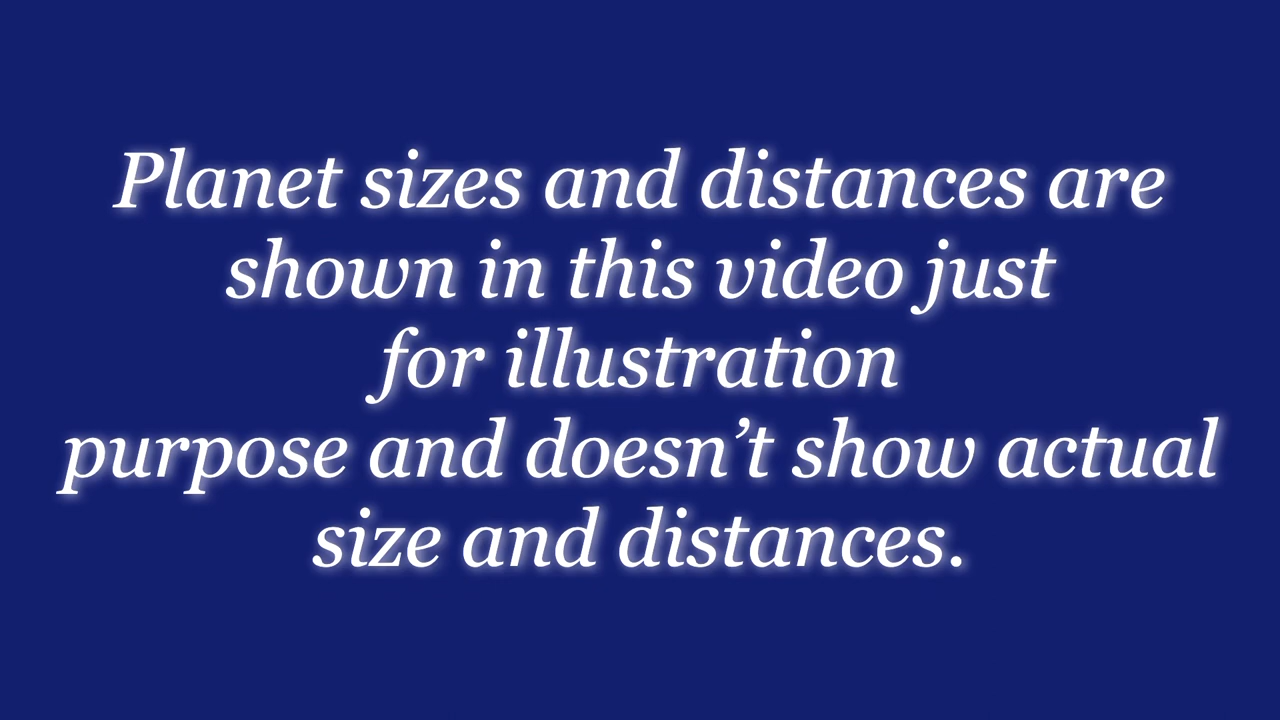 Planet sizes and distances are
shown in this video just
for illustration
purpose and doesn’t show actual
size and distances.